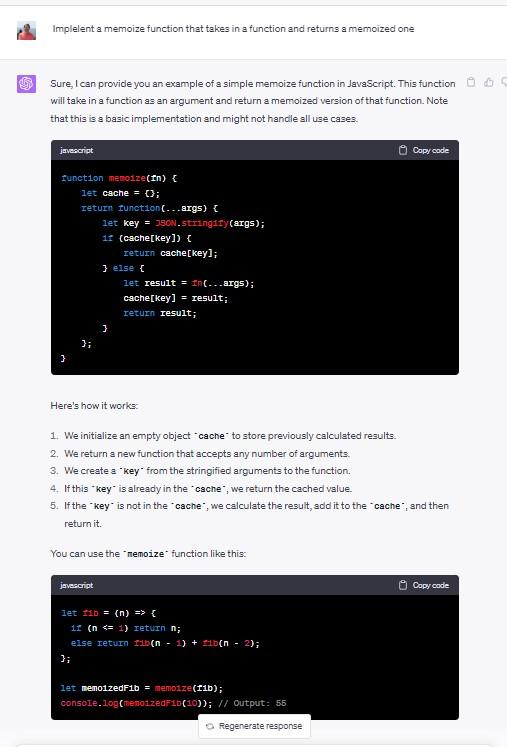 Implelent a memoize function that takes in a function and returns a memoized one
Sure, I can provide you an example of a simple memoize function in JavaScript. This function
will take in a function as an argument and return a memoized version of that function. Note
that this is a basic implementation and might not handle all use cases.
javascript
Copy code
function memoize(fn) {
let cache = {};
return function(...args) {
let key = JSON.stringify(args);
if (cache[key]) {
return cache[key];
} else {
let result = fn(...args);
cache[key] = result;
return result;
}
};
}
Here's how it works:
1. We initialize an empty object `cache` to store previously calculated results.
2. We return a new function that accepts any number of arguments.
3. We create a `key` from the stringified arguments to the function.
4. If this `key` is already in the `cache`, we return the cached value.
5. If the `key` is not in the `cache`, we calculate the result, add it to the `cache`, and then
return it.
You can use the `memoize` function like this:
javascript
Copy code
let fib = (n) => {
if (n <= 1) return n;
else return fib(n - 1) + fib(n - 2);
};
let memoizedFib = memoize(fib);
console.log(memoizedFib(10)); // Output: 55
Regenerate response